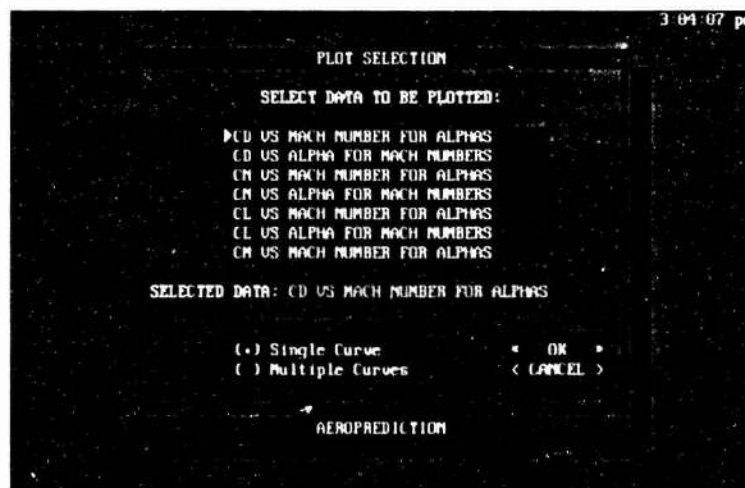 3:04:07 p
PLOT SELECTION
SELECT DATA TO BE PLOTTED:
CD VS MACH NUMBER FOR ALPHAS
CD VS ALPHA FOR MACH NUMBERS
CN VS MACH NUMBER FOR ALPHAS
CN VS ALPHA FOR MACH NUMBERS
CL VS MACH NUMBER FOR ALPHAS
CL VS ALPHA FOR MACH NUMBERS
CM VS MACH NUMBER FOR ALPHAS
SELECTED DATA: CD VS MACH NUMBER FOR ALPHAS
(•) Single Curve « OK »
( ) Multiple Curves < CANCEL >
AEROPREDICTION